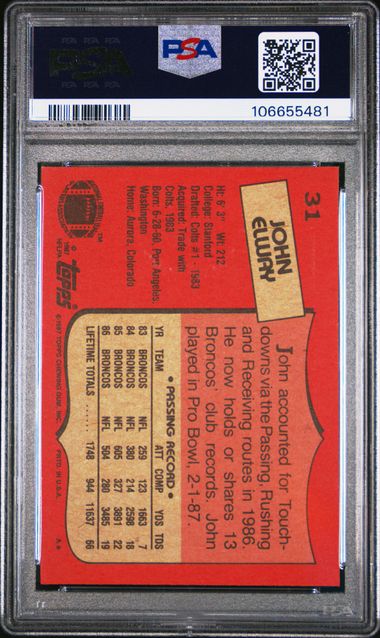 PSA
106655481
31
JOHN
ELWAY
Ht: 6' 3" Wt: 212
College: Stanford
Drafted: Colts #1 - 1983
Acquired: Trade with
Colts, 1983
Born: 6-28-60, Port Angeles,
Washington
Home: Aurora, Colorado
John accounted for Touch-
downs via the Passing, Rushing
and Receiving routes in 1986.
He now holds or shares 13
Broncos' club records. John
played in Pro Bowl, 2-1-87.
• PASSING RECORD •
YR TEAM ATT COMP YDS TDS
83 BRONCOS NFL 259 123 1663 7
84 BRONCOS NFL 380 214 2598 18
85 BRONCOS NFL 605 327 3891 22
86 BRONCOS NFL 504 280 3485 19
LIFETIME TOTALS ...... 1748 944 11637 66
TM
© 1987
topps
©1987 TOPPS CHEWING GUM, INC.
PRTD. IN U.S.A.